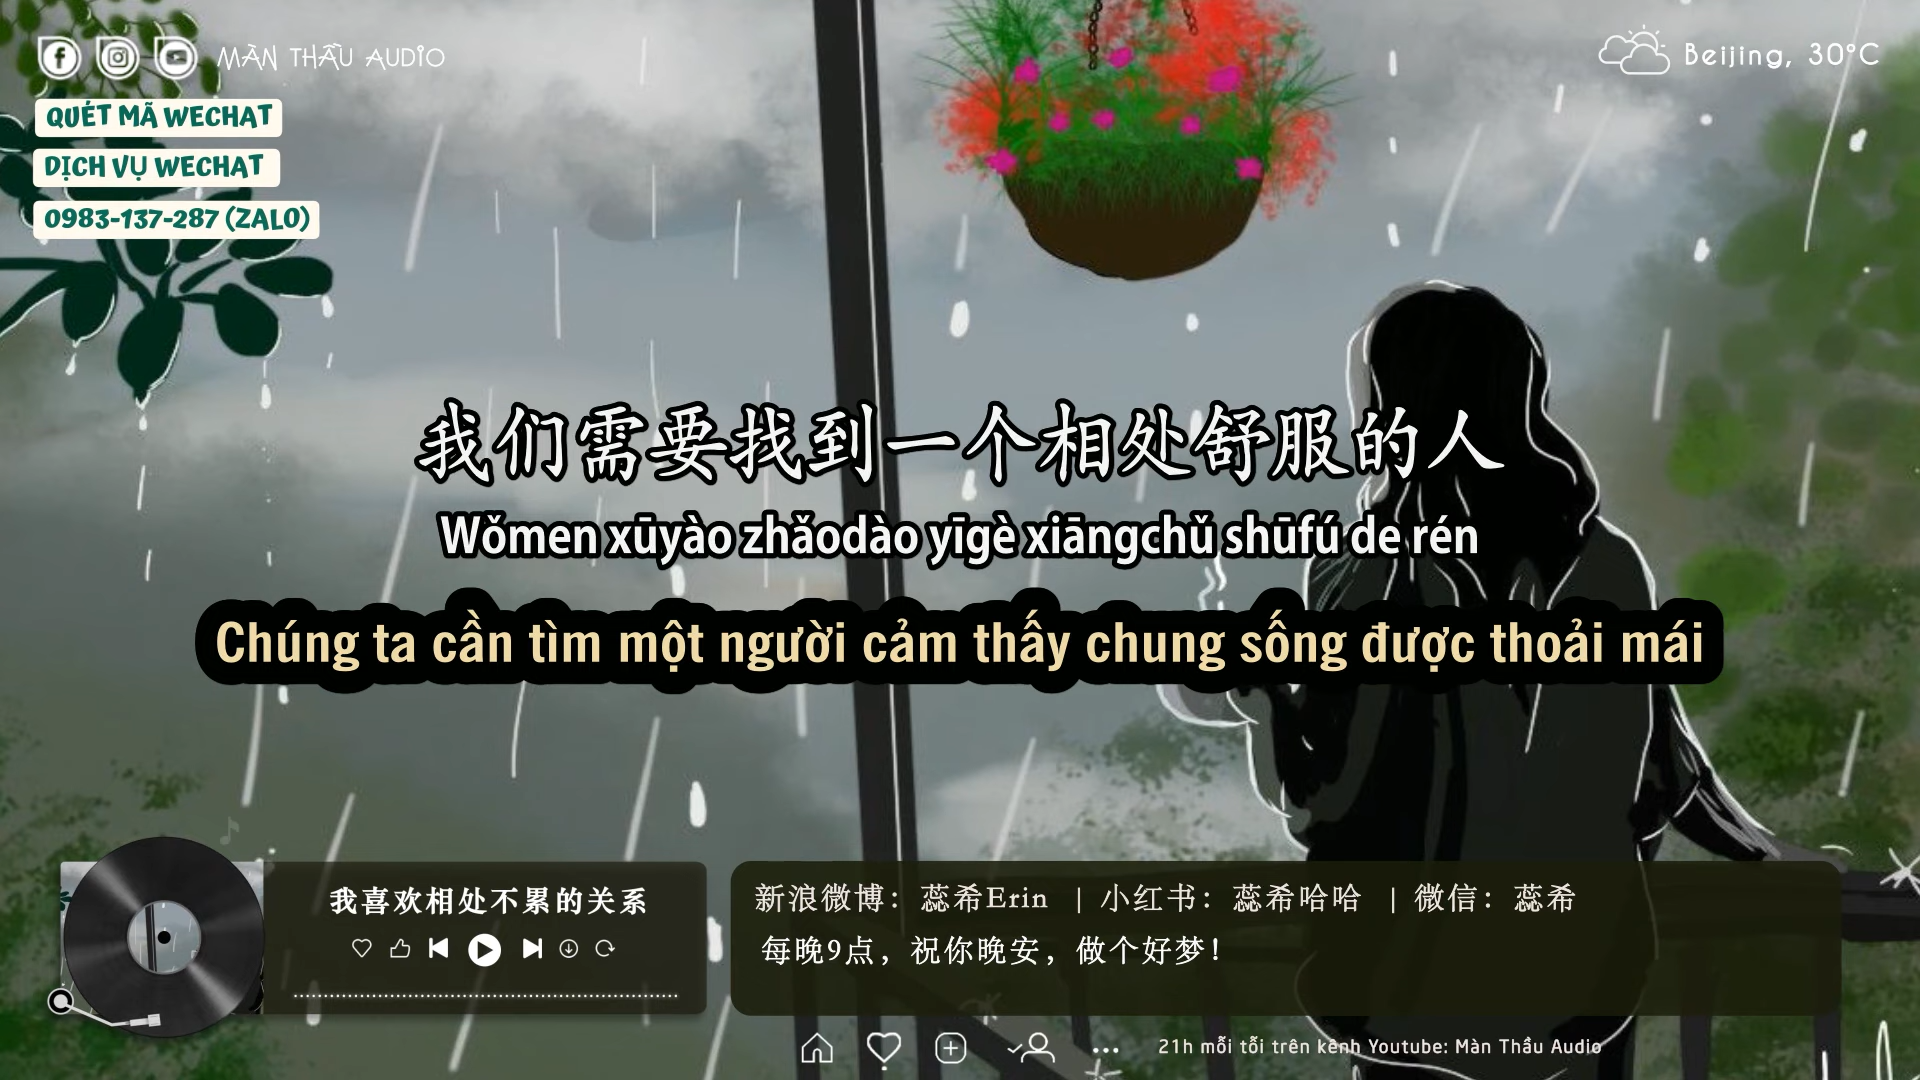 MÀN THẦU AUDIO
Beijing, 30°C
QUÉT MÃ WECHAT
DỊCH VỤ WECHAT
0983-137-287 (ZALO)
我们需要找到一个相处舒服的人
Wǒmen xūyào zhǎodào yīgè xiāngchǔ shūfú de rén
Chúng ta cần tìm một người cảm thấy chung sống được thoải mái
我喜欢相处不累的关系
新浪微博：蕊希Erin | 小红书：蕊希哈哈 | 微信：蕊希
每晚9点，祝你晚安，做个好梦！
21h mỗi tỗi trên kênh Youtube: Màn Thầu Audio